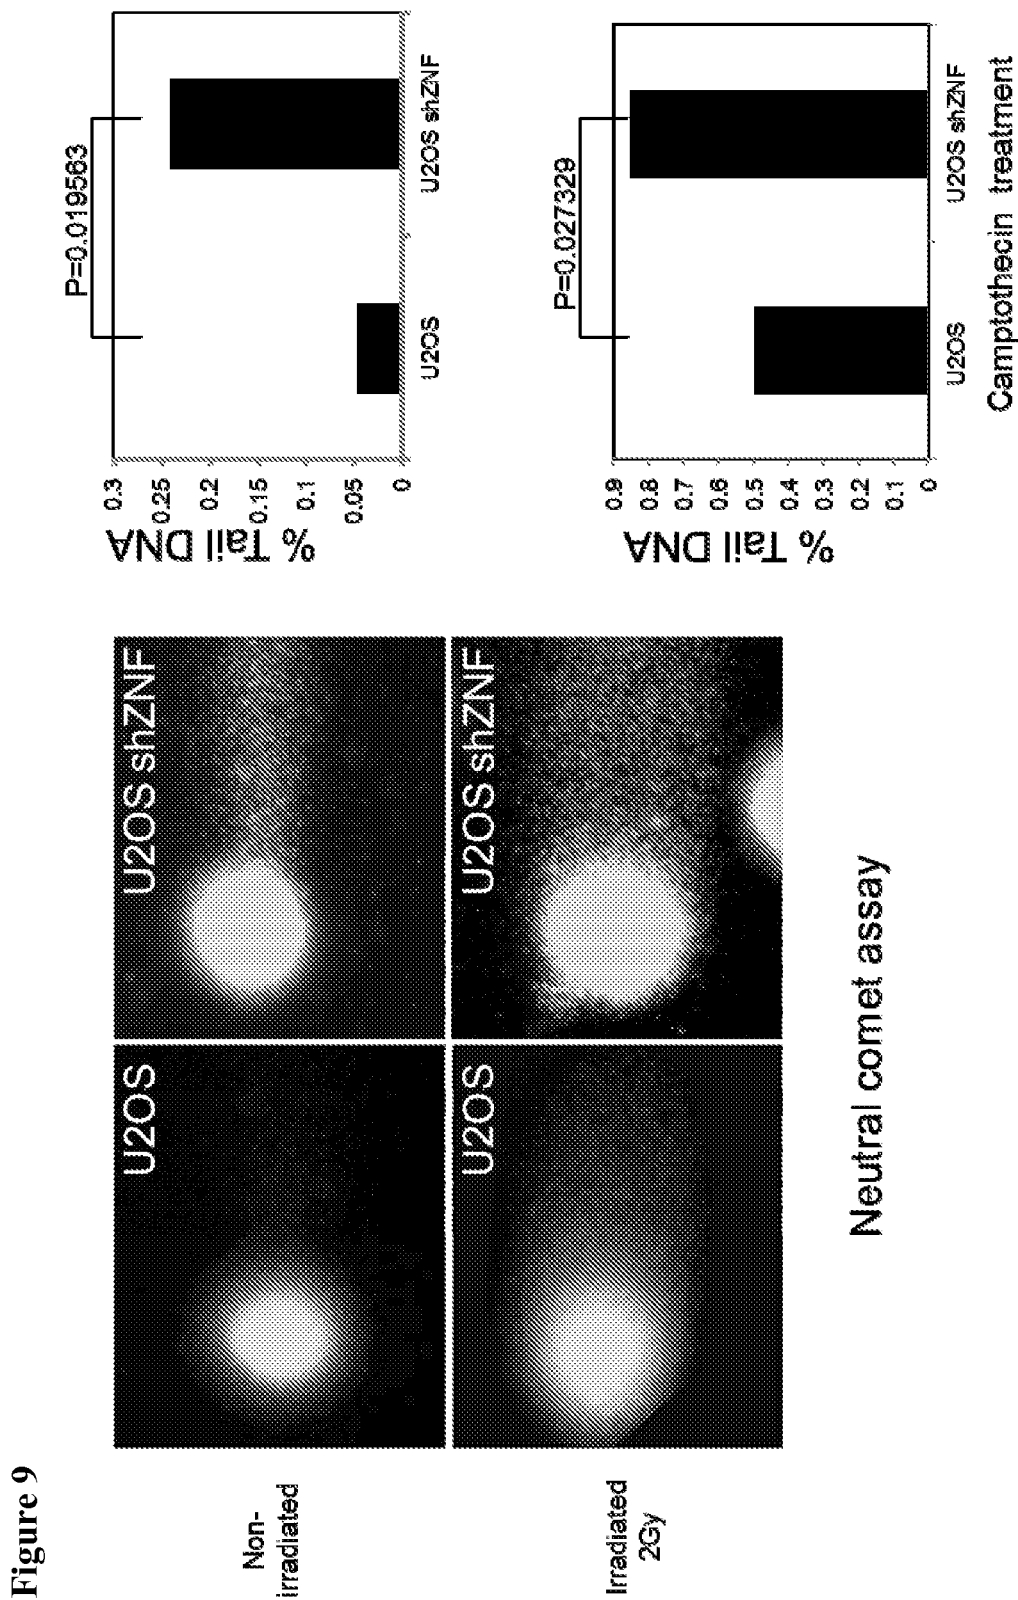 Figure 9
Non-
irradiated
U2OS
U2OS shZNF
Irradiated
2Gy
U2OS
U2OS shZNF
Neutral comet assay
P=0.019563
% Tail DNA
0.3
0.25
0.2
0.15
0.1
0.05
0
U2OS
U2OS shZNF
P=0.027329
% Tail DNA
0.9
0.8
0.7
0.6
0.5
0.4
0.3
0.2
0.1
0
U2OS
U2OS shZNF
Camptothecin treatment